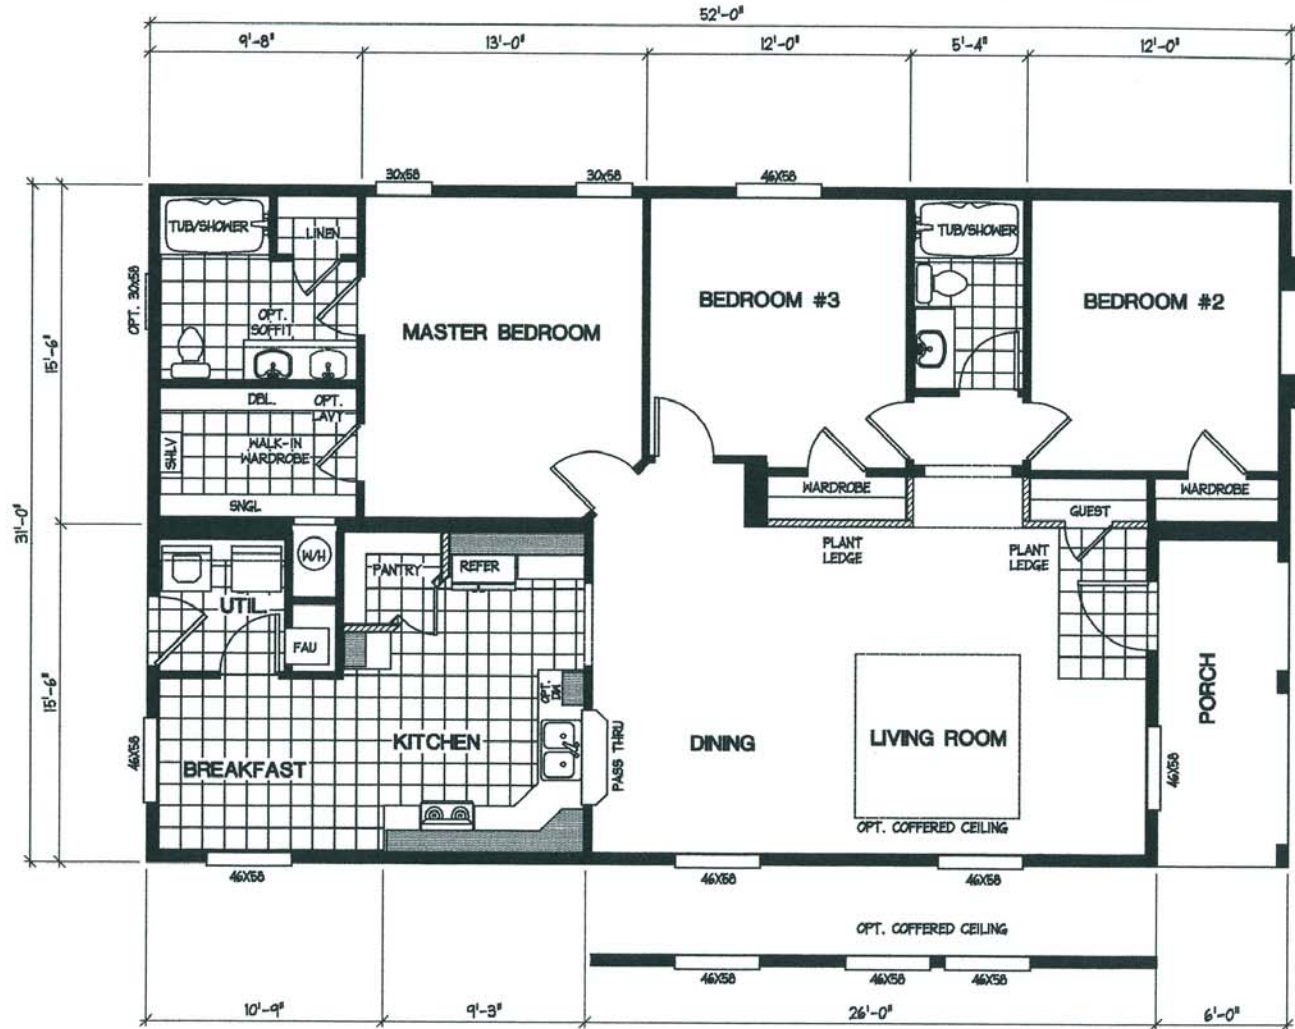 52'-0"
9'-8"
13'-0"
12'-0"
5'-4"
12'-0"
30x58
30x58
46X58
TUB/SHOWER
LINEN
TUB/SHOWER
OPT. 30x58
OPT.
SOFFIT
MASTER BEDROOM
BEDROOM #3
BEDROOM #2
15'-6"
31'-0"
DBL.
OPT.
LAVY
SHLV
WALK-IN
WARDROBE
SNGL
WARDROBE
GUEST
WARDROBE
PLANT
LEDGE
PLANT
LEDGE
W/H
PANTRY
REFER
UTIL.
FAU
15'-6"
OPT.
DW
PORCH
KITCHEN
PASS THRU
DINING
LIVING ROOM
46X58
BREAKFAST
46X58
OPT. COFFERED CEILING
46X58
46X58
46X58
OPT. COFFERED CEILING
46X58
46X58
46X58
10'-9"
9'-3"
26'-0"
6'-0"